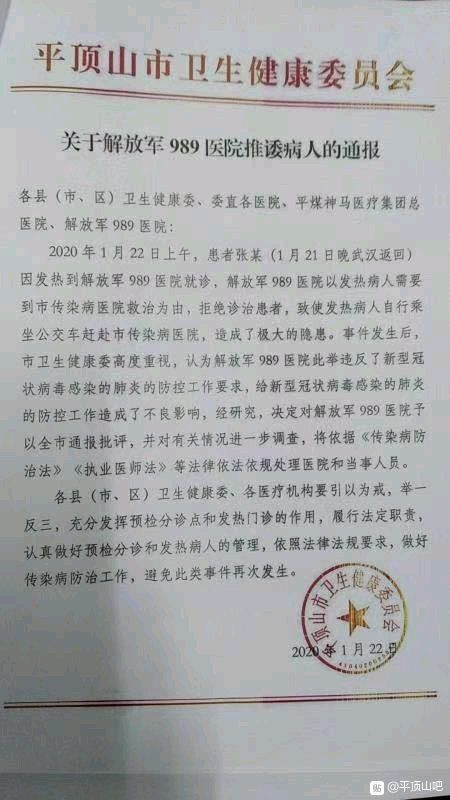 平顶山市卫生健康委员会
关于解放军 989 医院推诿病人的通报
各县（市、区）卫生健康委、委直各医院、平煤神马医疗集团总
医院、解放军 989 医院：
2020 年 1 月 22 日上午，患者张某（1 月 21 日晚武汉返回）
因发热到解放军 989 医院就诊，解放军 989 医院以发热病人需要
到市传染病医院救治为由，拒绝诊治患者，致使发热病人自行乘
坐公交车赶赴市传染病医院，造成了极大的隐患。事件发生后，
市卫生健康委高度重视，认为解放军 989 医院此举违反了新型冠
状病毒感染的肺炎的防控工作要求，给新型冠状病毒感染的肺炎
的防控工作造成了不良影响，经研究，决定对解放军 989 医院予
以全市通报批评，并对有关情况进一步调查，将依据《传染病防
治法》《执业医师法》等法律依法依规处理医院和当事人员。
各县（市、区）卫生健康委、各医疗机构要引以为戒，举一
反三，充分发挥预检分诊点和发热门诊的作用，履行法定职责，
认真做好预检分诊和发热病人的管理，依照法律法规要求，做好
传染病防治工作，避免此类事件再次发生。
平顶山市卫生健康委员会
2020 年 1 月 22 日
贴 @平顶山吧